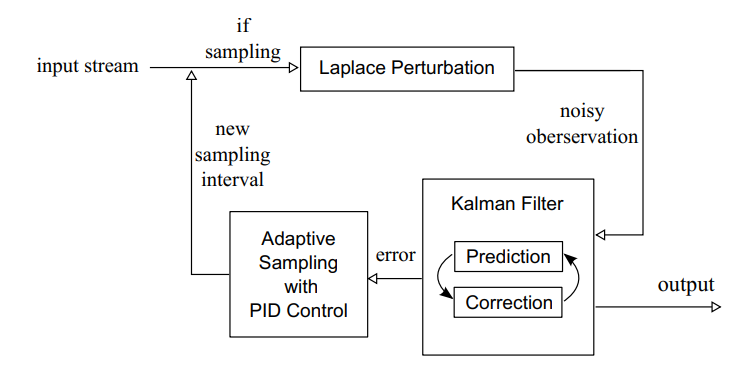 if
sampling
input stream
Laplace Perturbation
noisy
oberservation
new
sampling
interval
Kalman Filter
Prediction
Correction
error
Adaptive
Sampling
with
PID Control
output